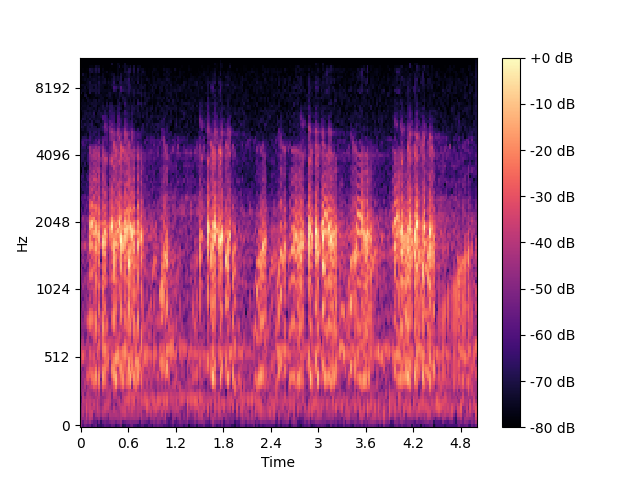 Hz
8192
4096
2048
1024
512
0
0 0.6 1.2 1.8 2.4 3 3.6 4.2 4.8
Time
+0 dB
-10 dB
-20 dB
-30 dB
-40 dB
-50 dB
-60 dB
-70 dB
-80 dB